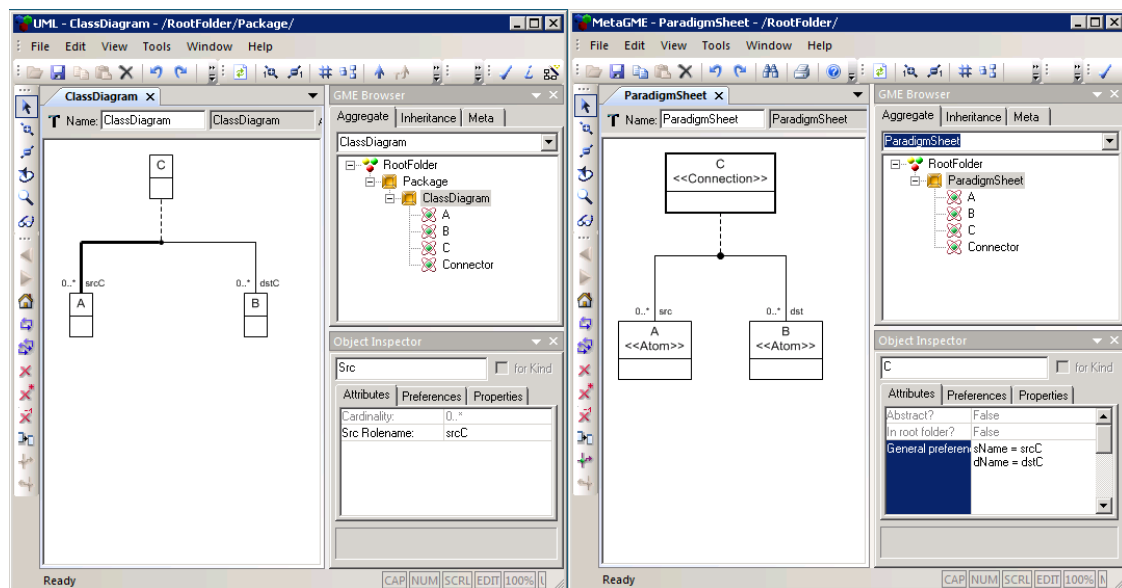 UML - ClassDiagram - /RootFolder/Package/
File Edit View Tools Window Help
ClassDiagram X
Name: ClassDiagram ClassDiagram
C
0..* srcC
0..* dstC
A
B
GME Browser
Aggregate Inheritance Meta
ClassDiagram
RootFolder
Package
ClassDiagram
A
B
C
Connector
Object Inspector
Src for Kind
Attributes Preferences Properties
Cardinality: 0..*
Src Rolename: srcC
Ready
CAP NUM SCRL EDIT 100%
MetaGME - ParadigmSheet - /RootFolder/
File Edit View Tools Window Help
ParadigmSheet X
Name: ParadigmSheet ParadigmSheet
C
<<Connection>>
0..* src
0..* dst
A
<<Atom>>
B
<<Atom>>
GME Browser
Aggregate Inheritance Meta
ParadigmSheet
RootFolder
ParadigmSheet
A
B
C
Connector
Object Inspector
C for Kind
Attributes Preferences Properties
Abstract? False
In root folder? False
General preferen sName = srcC
dName = dstC
Ready
CAP NUM SCRL EDIT 100%